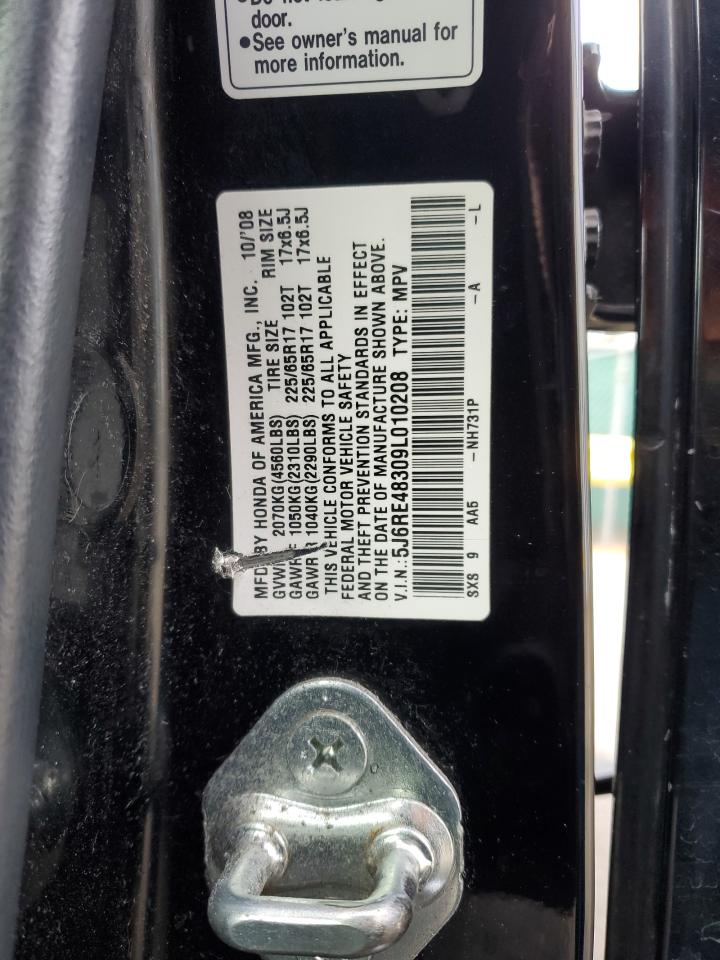 door.
●See owner's manual for
more information.
MFD BY HONDA OF AMERICA MFG., INC. 10/'08
GVWR 2070KG(4560LBS) TIRE SIZE RIM SIZE
GAWR F 1050KG(2310LBS) 225/65R17 102T 17x6.5J
GAWR R 1040KG(2290LBS) 225/65R17 102T 17x6.5J
THIS VEHICLE CONFORMS TO ALL APPLICABLE
FEDERAL MOTOR VEHICLE SAFETY
AND THEFT PREVENTION STANDARDS IN EFFECT
ON THE DATE OF MANUFACTURE SHOWN ABOVE.
V.I.N.: 5J6RE48309L010208 TYPE: MPV
SXS 9 AA5 -NH731P -A -L